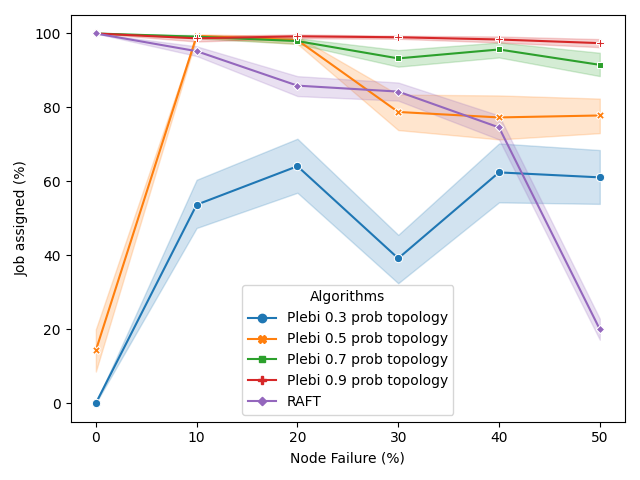 100
80
60
40
20
0
Job assigned (%)
Algorithms
Plebi 0.3 prob topology
Plebi 0.5 prob topology
Plebi 0.7 prob topology
Plebi 0.9 prob topology
RAFT
0 10 20 30 40 50
Node Failure (%)